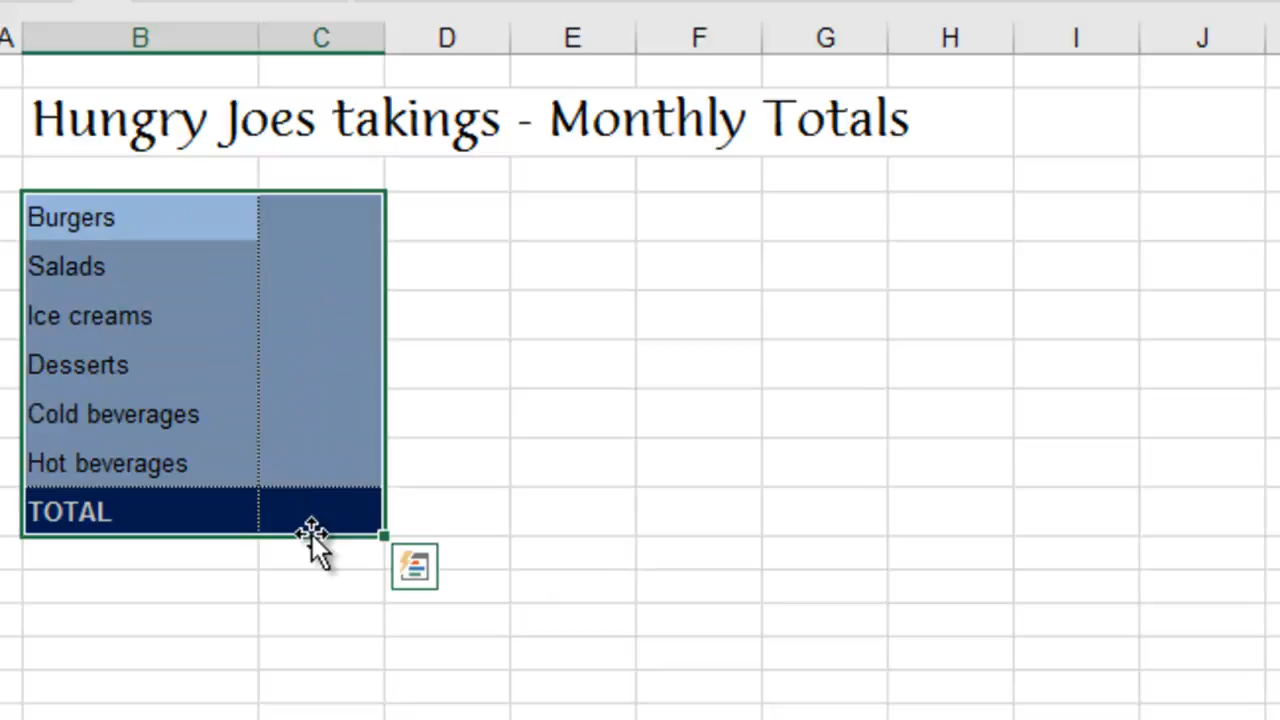 A B C D E F G H I J
Hungry Joes takings - Monthly Totals
Burgers
Salads
Ice creams
Desserts
Cold beverages
Hot beverages
TOTAL